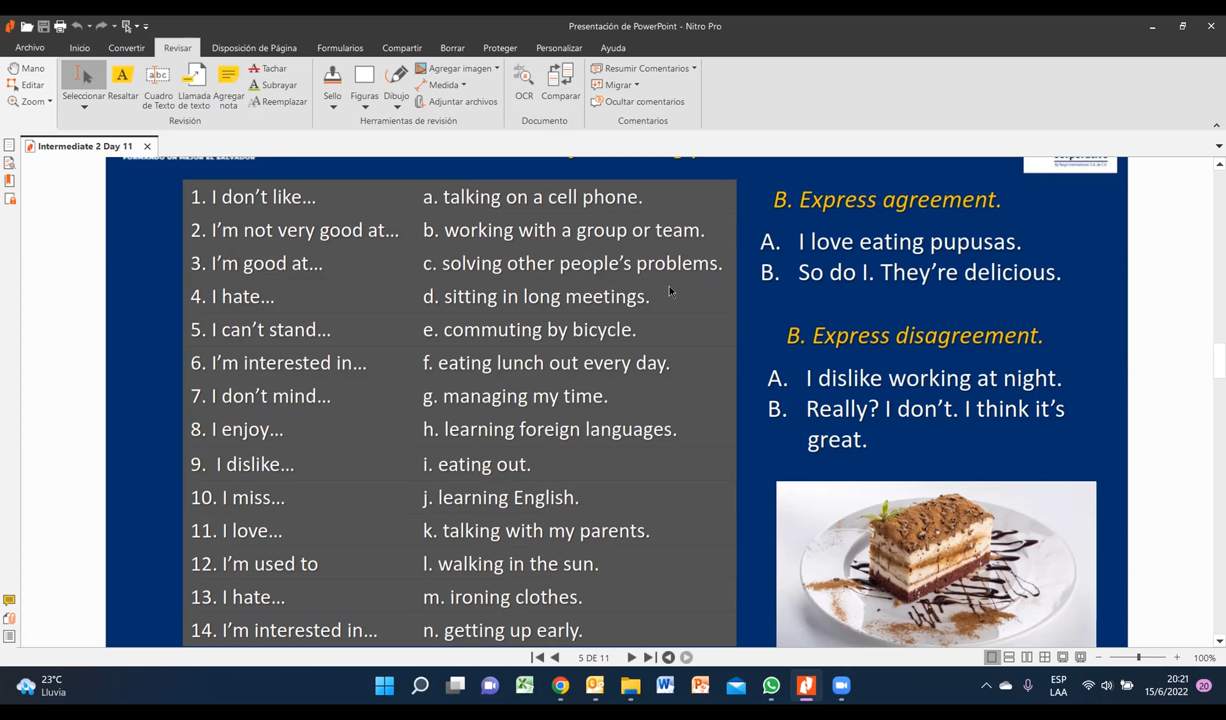 Presentación de PowerPoint - Nitro Pro
Archivo Inicio Convertir Revisar Disposición de Página Formularios Compartir Borrar Proteger Personalizar Ayuda
Mano
Editar
Zoom
Seleccionar
Resaltar
Cuadro de Texto
Llamada de texto
Agregar nota
Tachar
Subrayar
Reemplazar
Revisión
Sello
Figuras
Dibujo
Agregar imagen
Medida
Adjuntar archivos
Herramientas de revisión
OCR
Comparar
Documento
Resumir Comentarios
Migrar
Ocultar comentarios
Comentarios
Intermediate 2 Day 11
1. I don't like... a. talking on a cell phone.
2. I'm not very good at... b. working with a group or team.
3. I'm good at... c. solving other people's problems.
4. I hate... d. sitting in long meetings.
5. I can't stand... e. commuting by bicycle.
6. I'm interested in... f. eating lunch out every day.
7. I don't mind... g. managing my time.
8. I enjoy... h. learning foreign languages.
9. I dislike... i. eating out.
10. I miss... j. learning English.
11. I love... k. talking with my parents.
12. I'm used to l. walking in the sun.
13. I hate... m. ironing clothes.
14. I'm interested in... n. getting up early.
B. Express agreement.
A. I love eating pupusas.
B. So do I. They're delicious.
B. Express disagreement.
A. I dislike working at night.
B. Really? I don't. I think it's
great.
5 DE 11
100%
23°C
Lluvia
ESP
LAA
20:21
15/6/2022
20